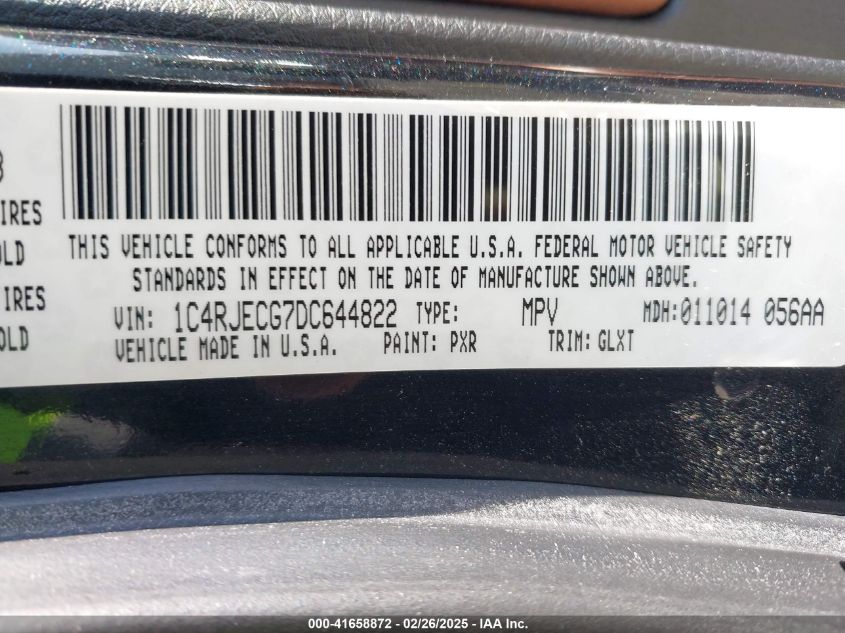 3
IRES
OLD
IRES
OLD
THIS VEHICLE CONFORMS TO ALL APPLICABLE U.S.A. FEDERAL MOTOR VEHICLE SAFETY
STANDARDS IN EFFECT ON THE DATE OF MANUFACTURE SHOWN ABOVE.
VIN: 1C4RJECG7DC644822 TYPE: MPV MDH:011014 056AA
VEHICLE MADE IN U.S.A. PAINT: PXR TRIM: GLXT
000-41658872 / 02/26/2025 - IAA Inc.